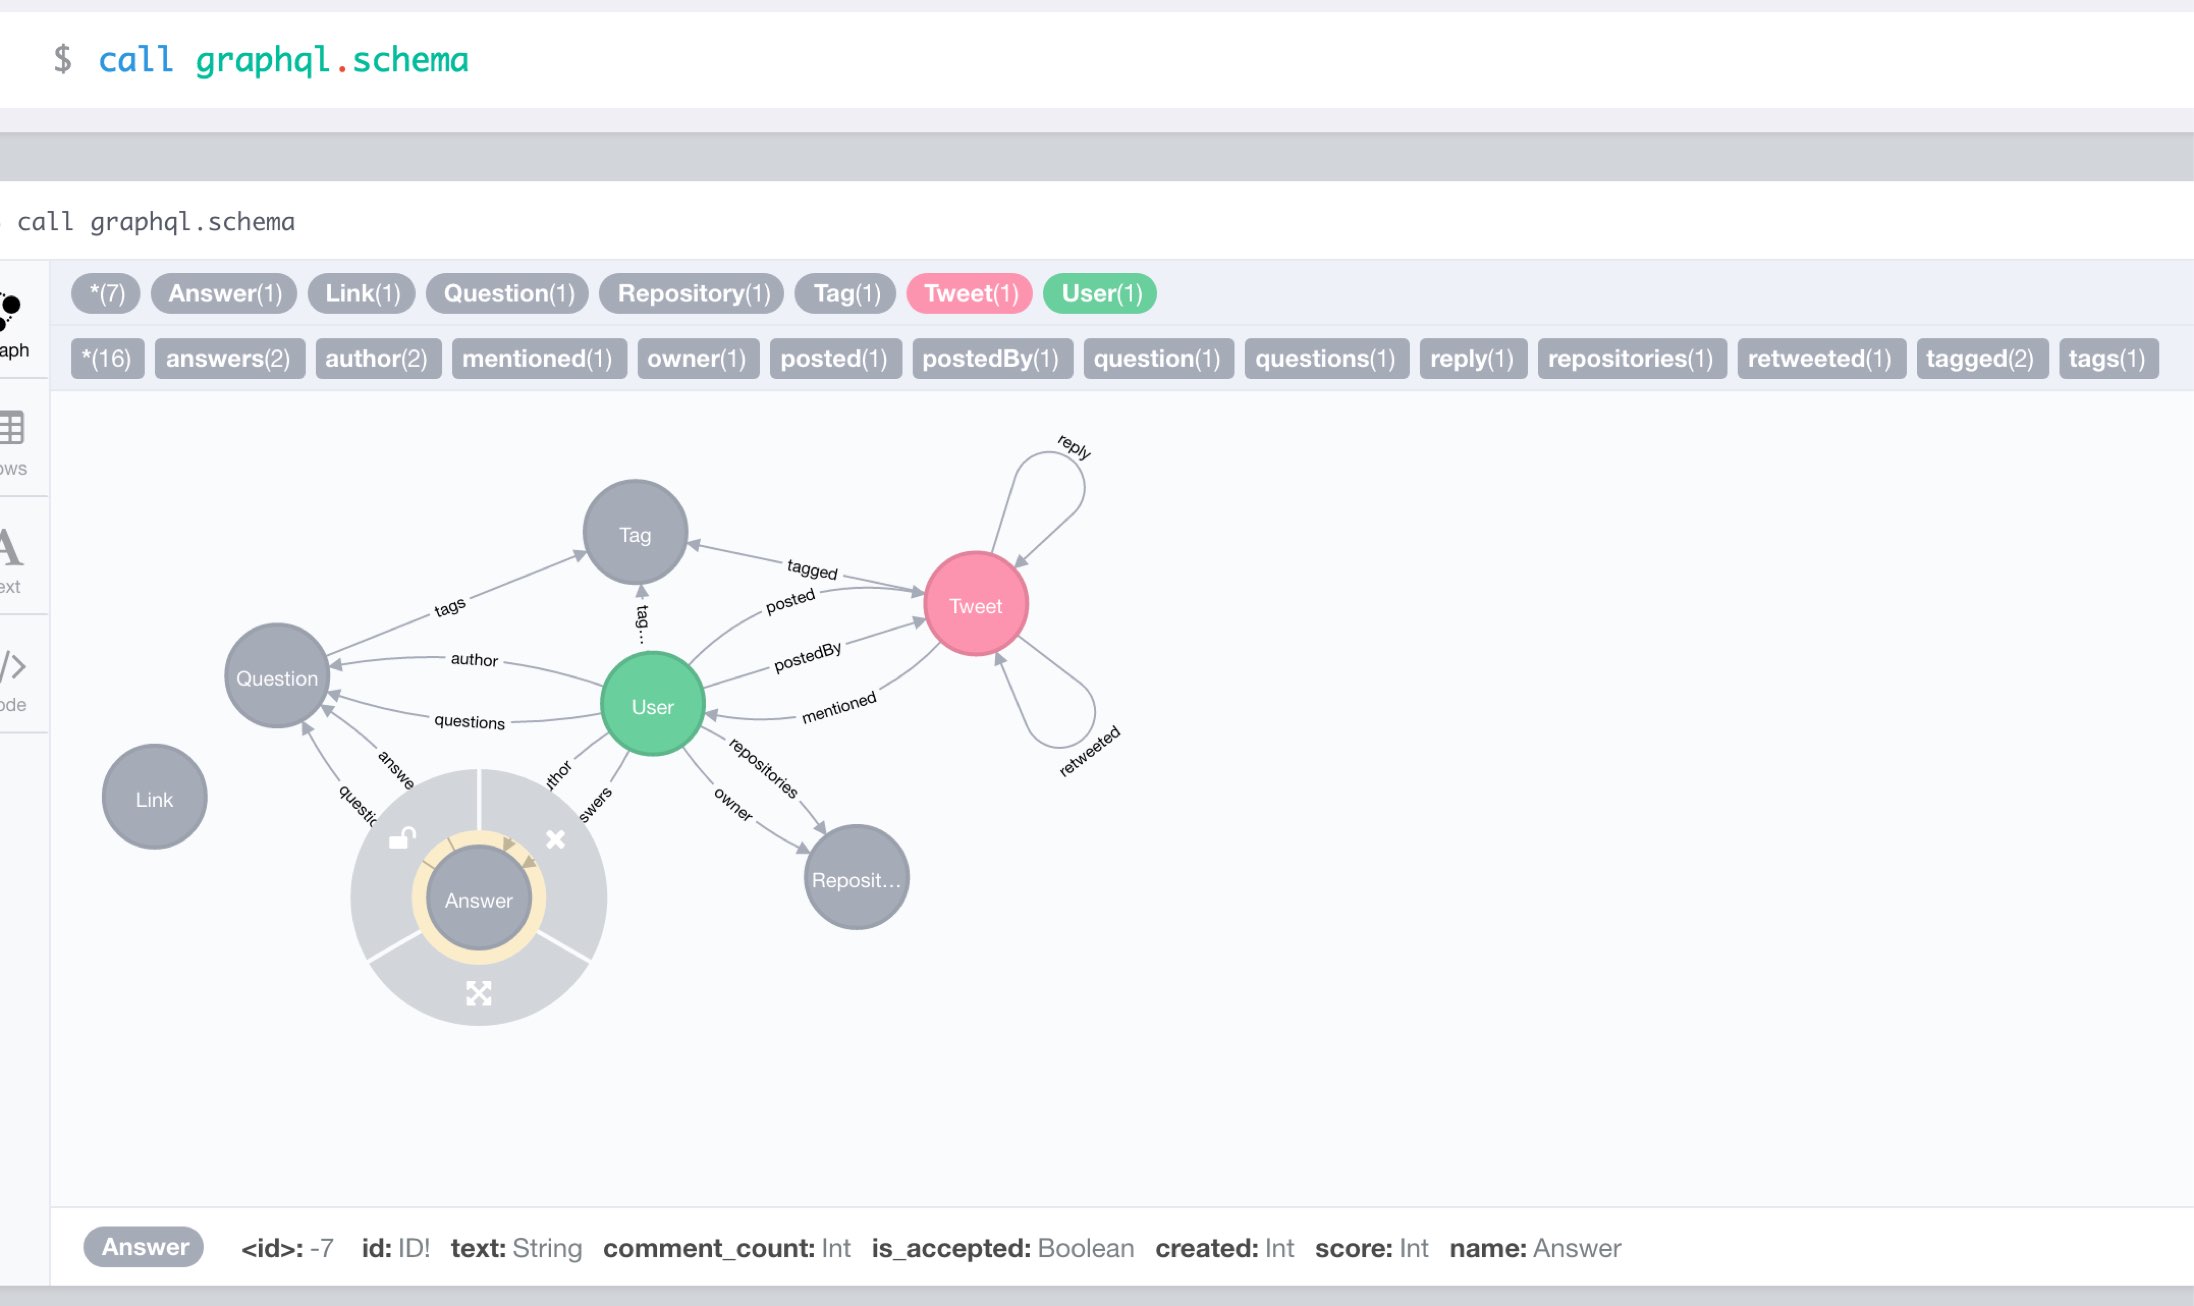 $ call graphql.schema
call graphql.schema
*(7) Answer(1) Link(1) Question(1) Repository(1) Tag(1) Tweet(1) User(1)
*(16) answers(2) author(2) mentioned(1) owner(1) posted(1) postedBy(1) question(1) questions(1) reply(1) repositories(1) retweeted(1) tagged(2) tags(1)
aph
ows
ext
ode
reply
Tag
tagged
posted
Tweet
tags
tag...
author
postedBy
Question
User
questions
mentioned
retweeted
answe
thor
repositories
questic
swers
owner
Link
Answer
Reposit...
Answer <id>: -7 id: ID! text: String comment_count: Int is_accepted: Boolean created: Int score: Int name: Answer